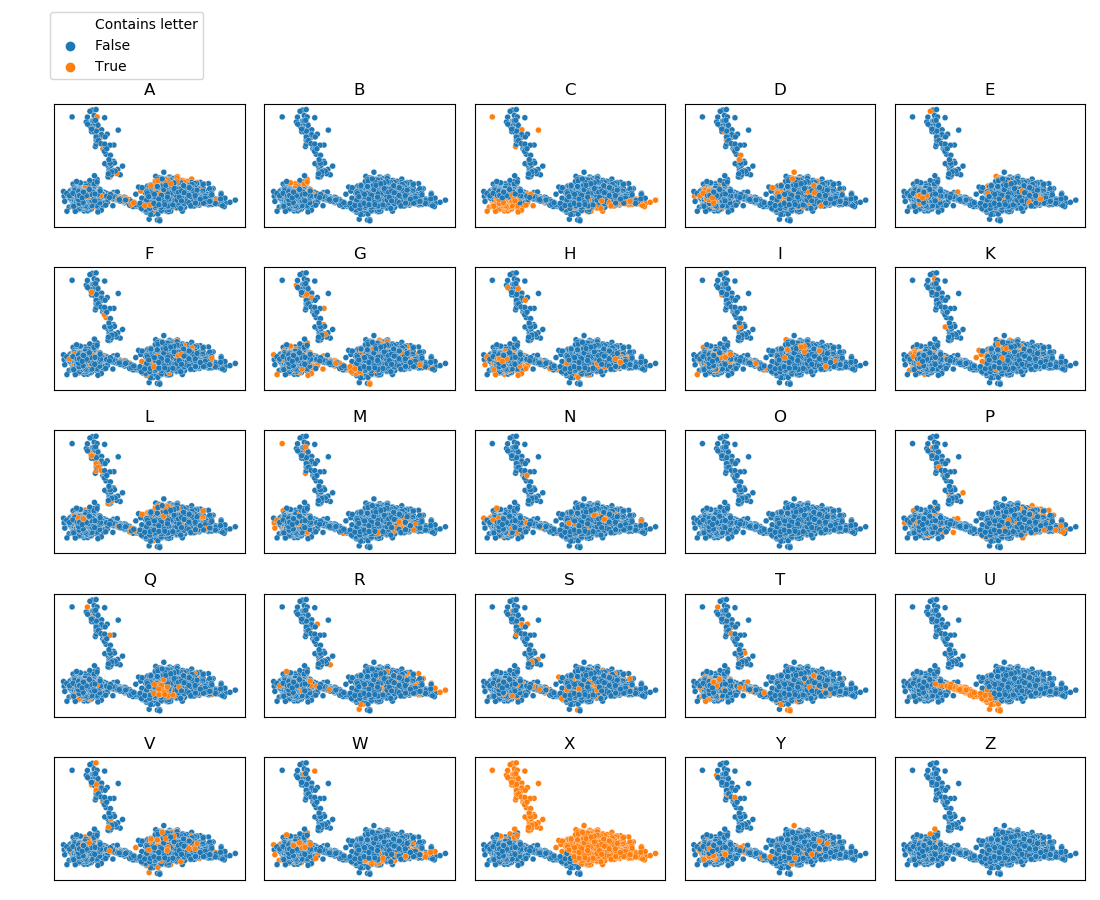 Contains letter
False
True
A B C D E
F G H I K
L M N O P
Q R S T U
V W X Y Z